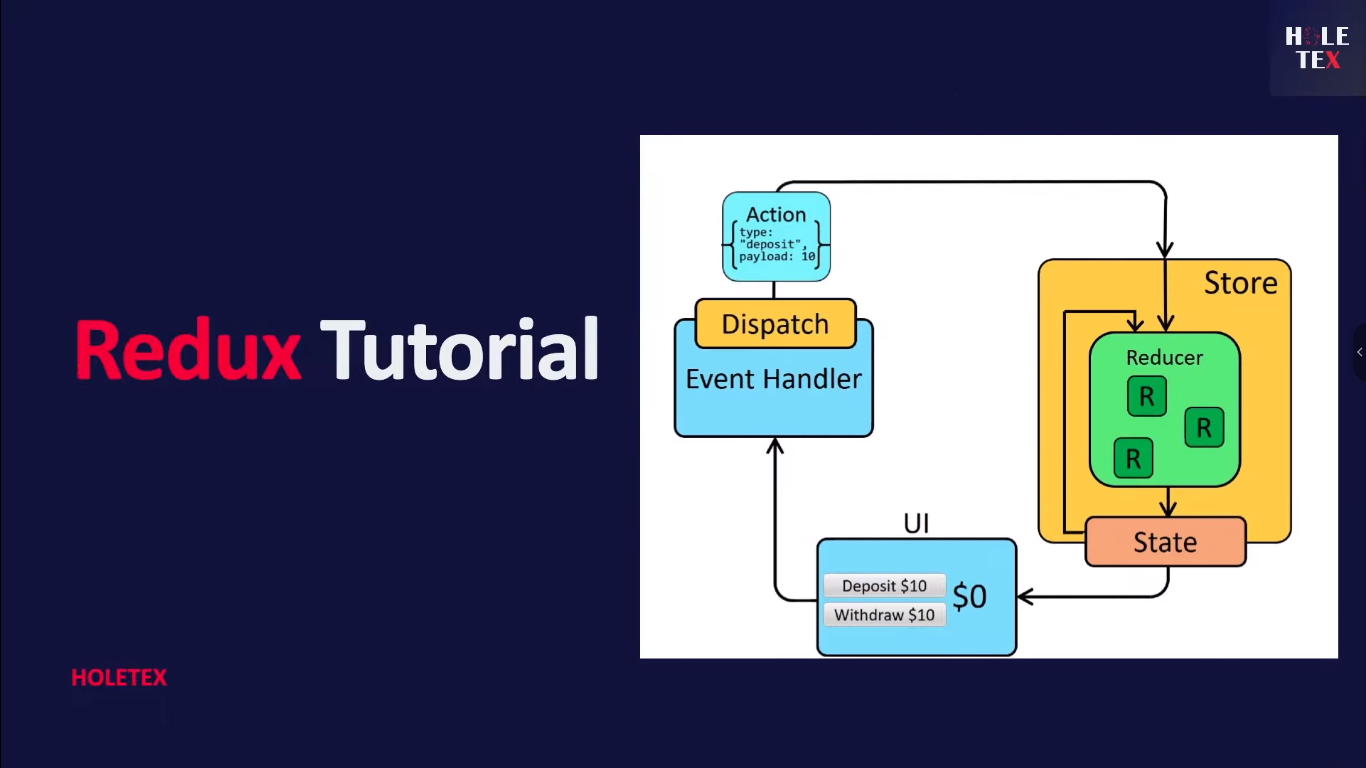 H LE
TEX
Redux Tutorial
HOLETEX
Action
{type:
"deposit",
payload: 10}
Dispatch
Event Handler
Store
Reducer
R
R
R
State
UI
Deposit $10
Withdraw $10
$0